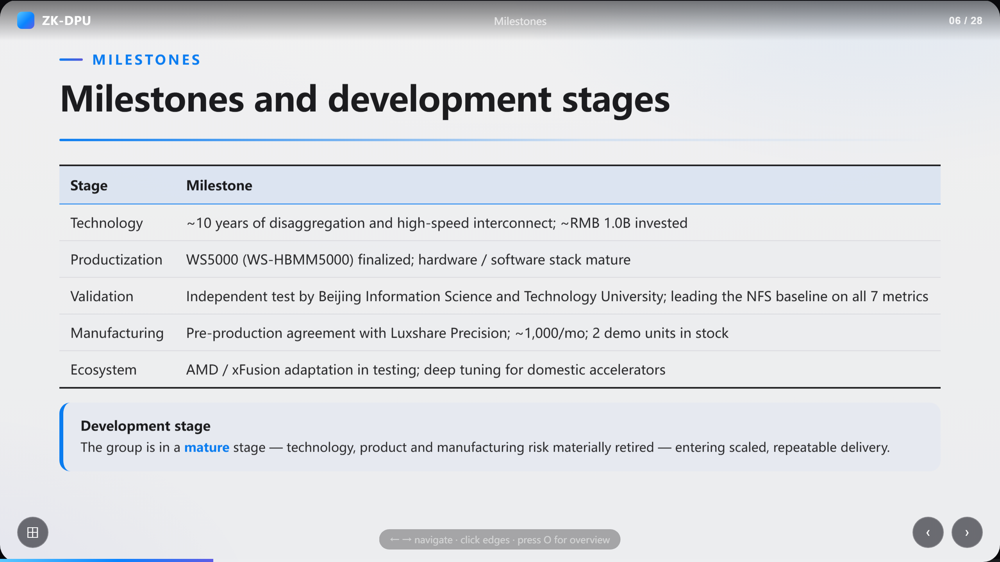 ZK-DPU
Milestones
06 / 28
MILESTONES
Milestones and development stages
Stage Milestone
Technology ~10 years of disaggregation and high-speed interconnect; ~RMB 1.0B invested
Productization WS5000 (WS-HBMM5000) finalized; hardware / software stack mature
Validation Independent test by Beijing Information Science and Technology University; leading the NFS baseline on all 7 metrics
Manufacturing Pre-production agreement with Luxshare Precision; ~1,000/mo; 2 demo units in stock
Ecosystem AMD / xFusion adaptation in testing; deep tuning for domestic accelerators
Development stage
The group is in a mature stage — technology, product and manufacturing risk materially retired — entering scaled, repeatable delivery.
←→ navigate · click edges · press O for overview
‹ ›